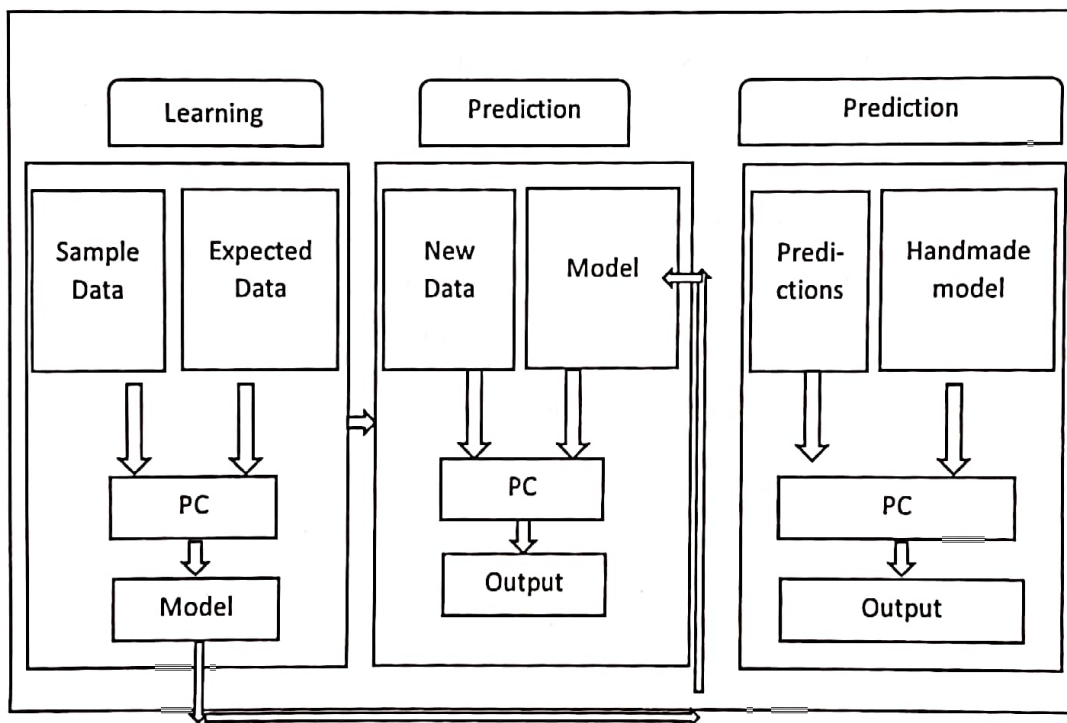 Learning
Prediction
Prediction
Sample
Data
Expected
Data
New
Data
Model
Predi-
ctions
Handmade
model
PC
Model
PC
Output
PC
Output